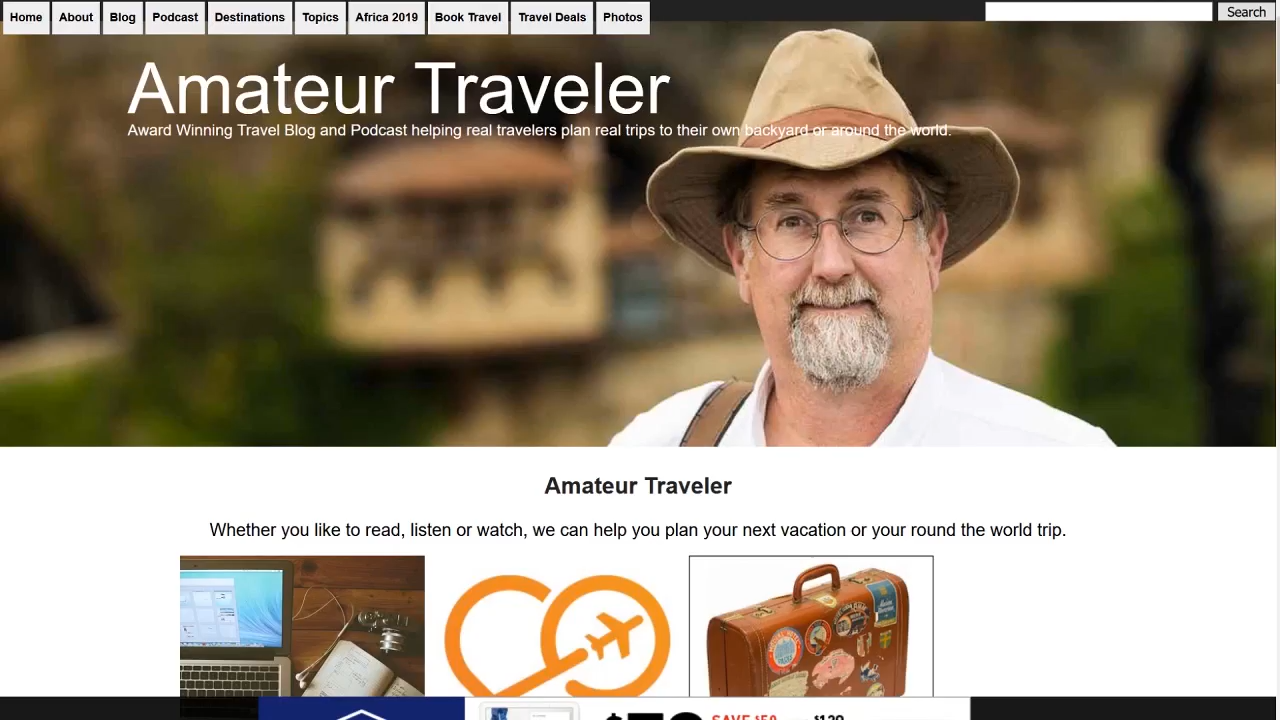 Home About Blog Podcast Destinations Topics Africa 2019 Book Travel Travel Deals Photos Search
Amateur Traveler
Award Winning Travel Blog and Podcast helping real travelers plan real trips to their own backyard or around the world.
Amateur Traveler
Whether you like to read, listen or watch, we can help you plan your next vacation or your round the world trip.